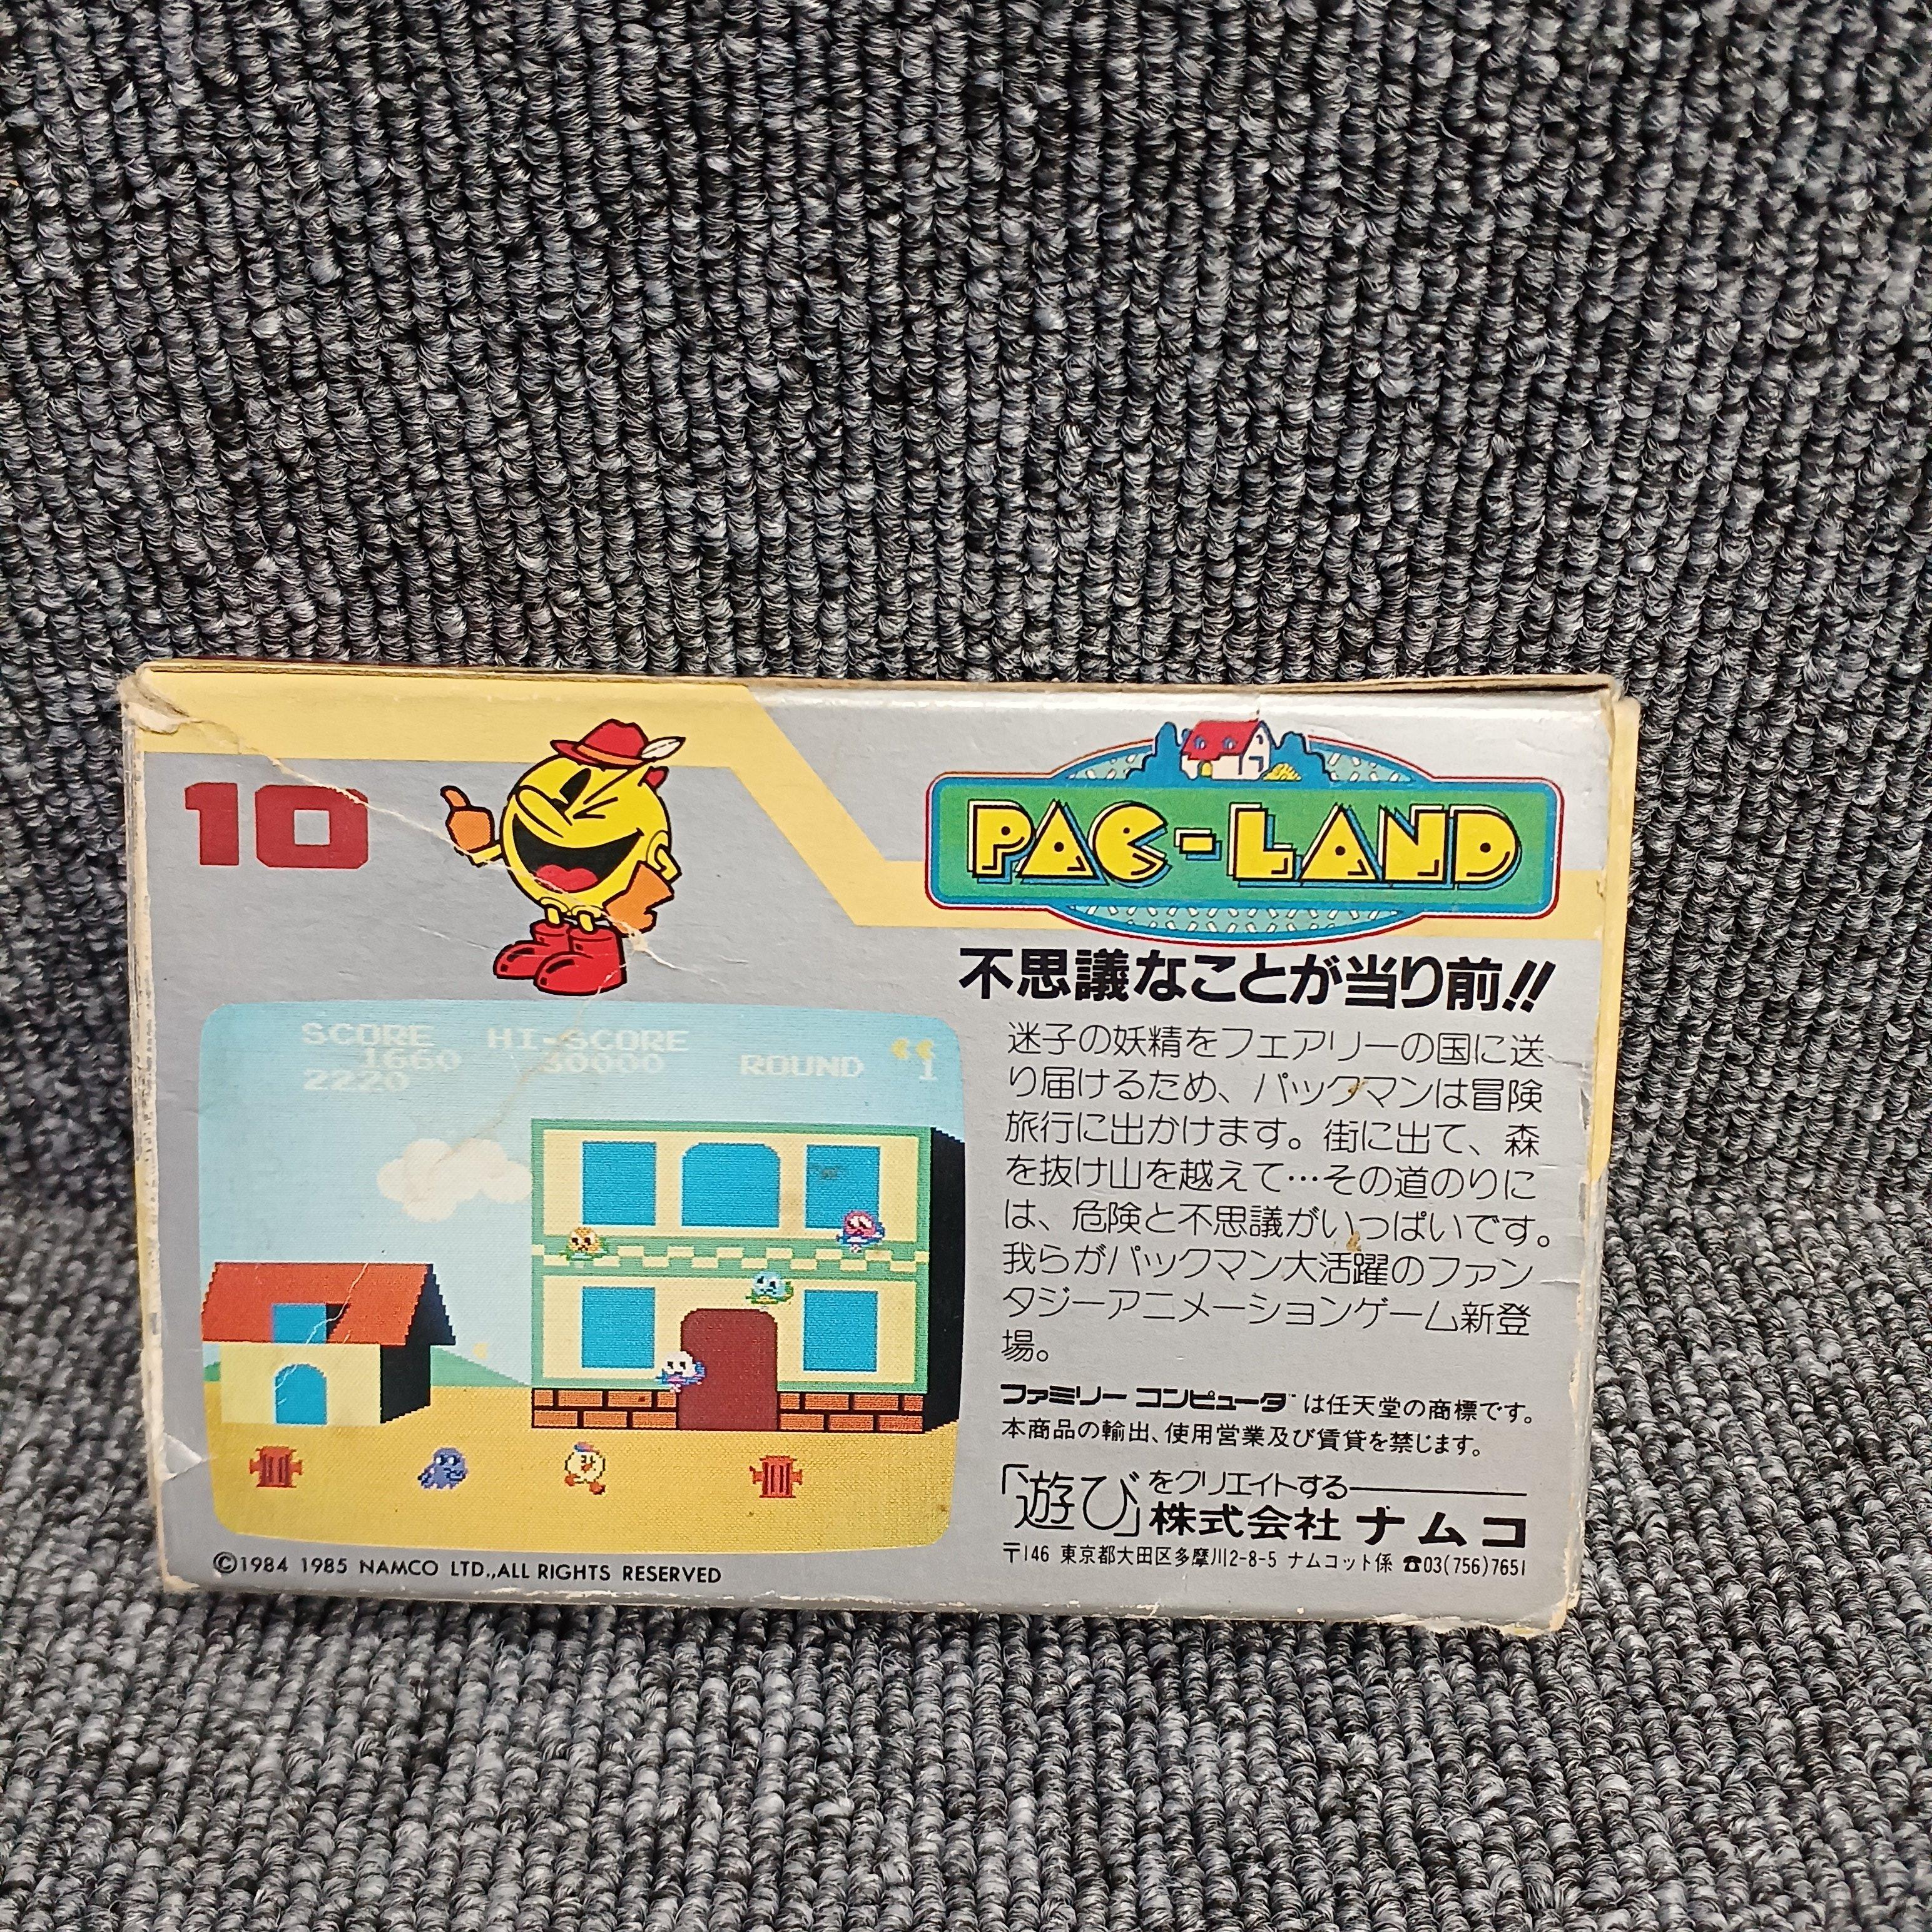 10
PAC-LAND
不思議なことが当り前!!
迷子の妖精をフェアリーの国に送
り届けるため、パックマンは冒険
旅行に出かけます。街に出て、森
を抜け山を越えて…その道のりに
は、危険と不思議がいっぱいです。
我らがパックマン大活躍のファン
タジーアニメーションゲーム新登
場。
ファミリー コンピュータ™は任天堂の商標です。
本商品の輸出、使用営業及び賃貸を禁じます。
「遊び」をクリエイトする——
株式会社 ナムコ
〒146 東京都大田区多摩川2-8-5 ナムコット係 ☎03(756)7651
SCORE HI-SCORE
1660 30000 ROUND 1
2220
©1984 1985 NAMCO LTD.,ALL RIGHTS RESERVED